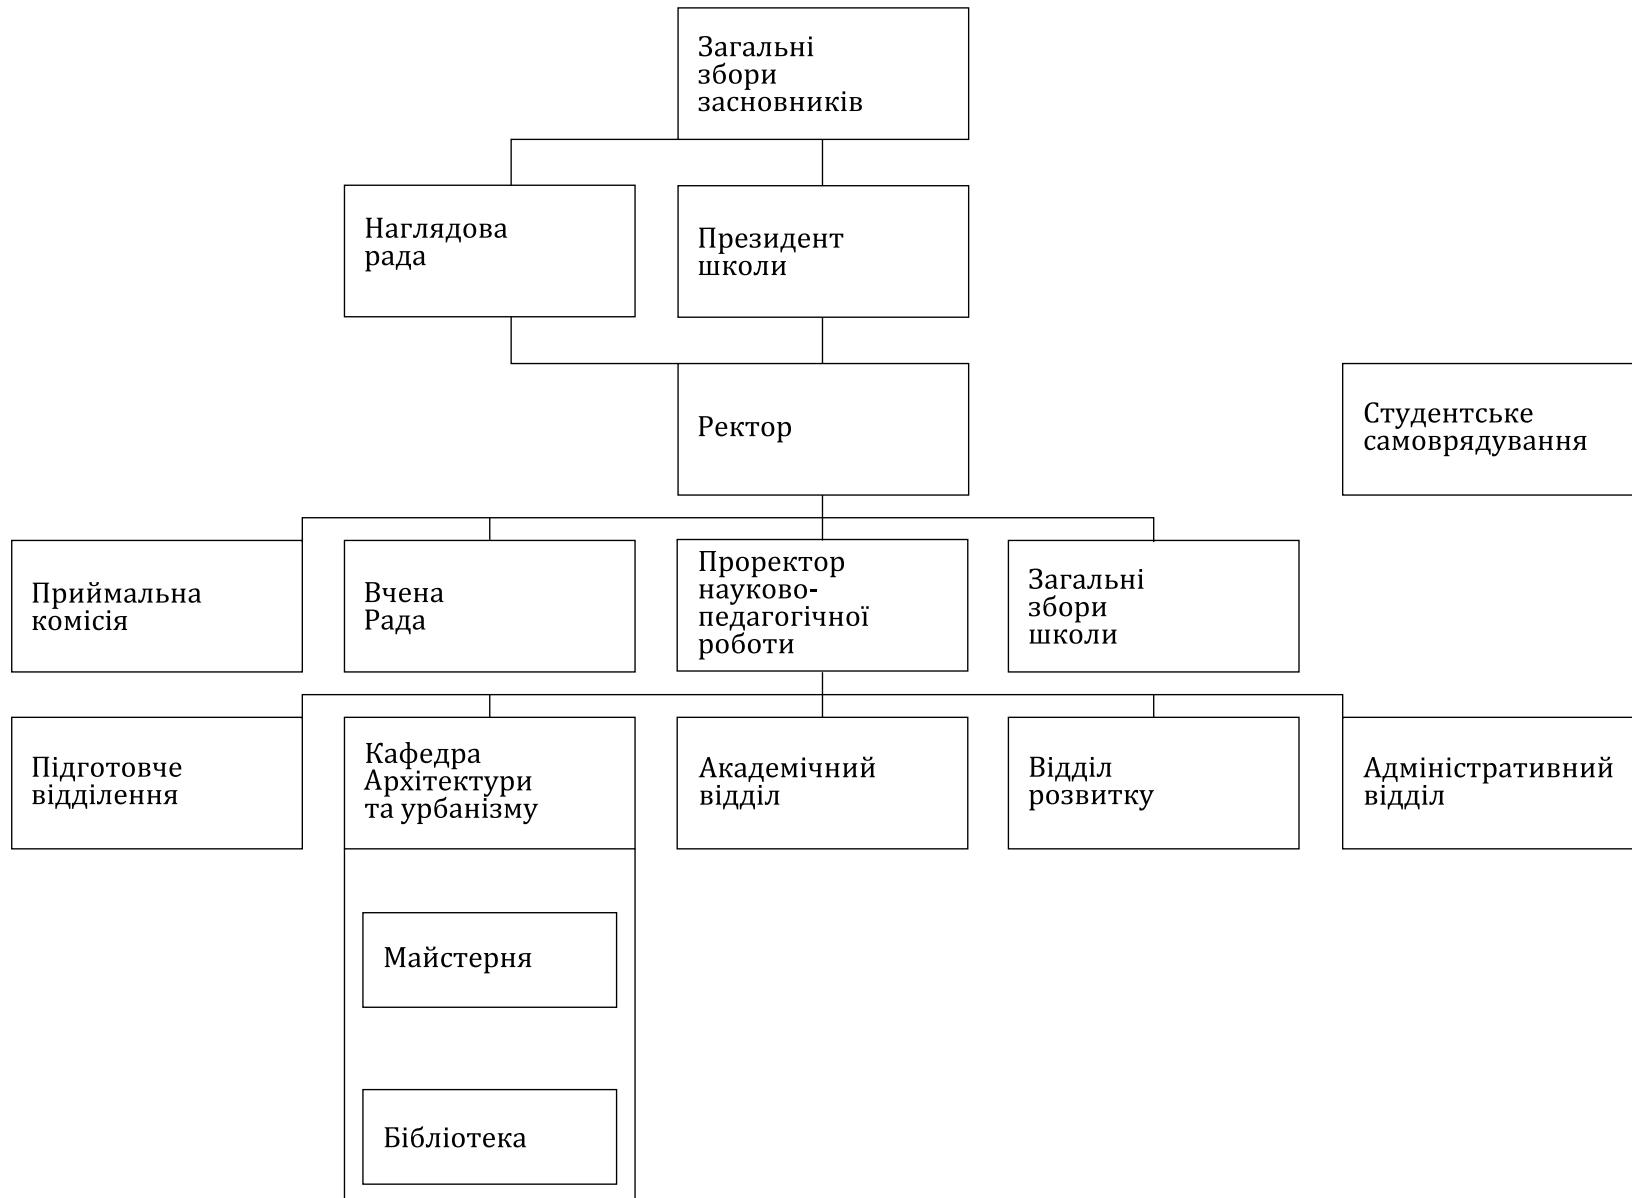 Загальні
збори
засновників
Наглядова
рада
Президент
школи
Ректор
Студентське
самоврядування
Приймальна
комісія
Вчена
Рада
Проректор
науково-
педагогічної
роботи
Загальні
збори
школи
Підготовче
відділення
Кафедра
Архітектури
та урбанізму
Академічний
відділ
Відділ
розвитку
Адміністративний
відділ
Майстерня
Бібліотека